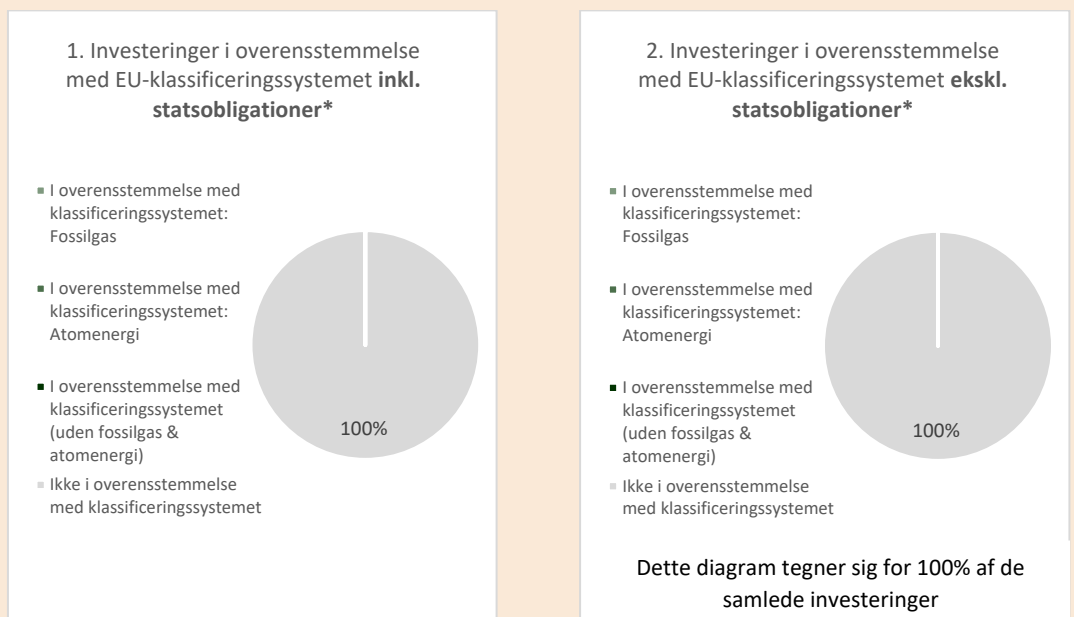 1. Investeringer i overensstemmelse
med EU-klassificeringssystemet inkl.
statsobligationer*
I overensstemmelse med
klassificeringssystemet:
Fossilgas
I overensstemmelse med
klassificeringssystemet:
Atomenergi
I overensstemmelse med
klassificeringssystemet
(uden fossilgas &
atomenergi)
Ikke i overensstemmelse
med klassificeringssystemet
100%
2. Investeringer i overensstemmelse
med EU-klassificeringssystemet ekskl.
statsobligationer*
I overensstemmelse med
klassificeringssystemet:
Fossilgas
I overensstemmelse med
klassificeringssystemet:
Atomenergi
I overensstemmelse med
klassificeringssystemet
(uden fossilgas &
atomenergi)
Ikke i overensstemmelse
med klassificeringssystemet
100%
Dette diagram tegner sig for 100% af de
samlede investeringer